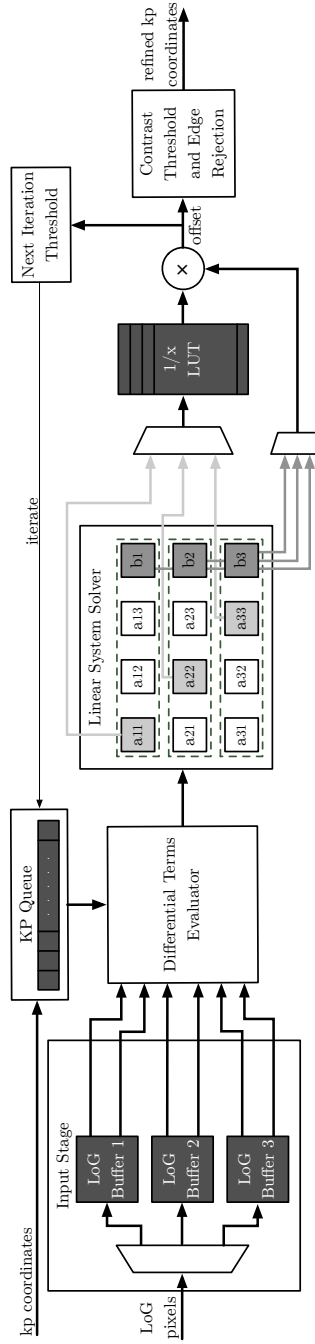 kp coordinates
LoG
pixels
Input Stage
LoG
Buffer 1
LoG
Buffer 2
LoG
Buffer 3
KP Queue
. . . . . .
Differential Terms
Evaluator
iterate
Linear System Solver
a11
a12
a13
b1
a21
a22
a23
b2
a31
a32
a33
b3
1/x
LUT
×
offset
Next Iteration
Threshold
Contrast
Threshold
and Edge
Rejection
refined kp
coordinates